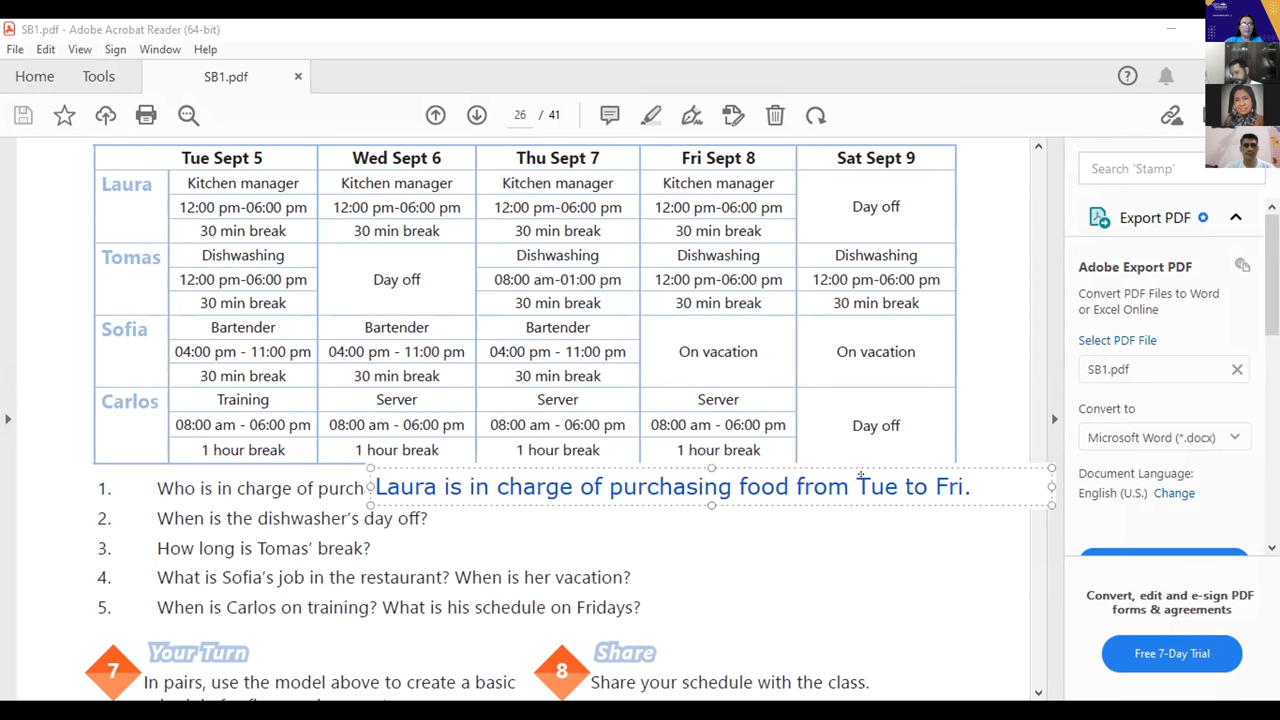 SB1.pdf - Adobe Acrobat Reader (64-bit)
File Edit View Sign Window Help
Home Tools SB1.pdf ×
26 / 41
Tue Sept 5 Wed Sept 6 Thu Sept 7 Fri Sept 8 Sat Sept 9
Laura Kitchen manager Kitchen manager Kitchen manager Kitchen manager Day off
12:00 pm-06:00 pm 12:00 pm-06:00 pm 12:00 pm-06:00 pm 12:00 pm-06:00 pm
30 min break 30 min break 30 min break 30 min break
Tomas Dishwashing Day off Dishwashing Dishwashing Dishwashing
12:00 pm-06:00 pm 08:00 am-01:00 pm 12:00 pm-06:00 pm 12:00 pm-06:00 pm
30 min break 30 min break 30 min break 30 min break
Sofia Bartender Bartender Bartender On vacation On vacation
04:00 pm - 11:00 pm 04:00 pm - 11:00 pm 04:00 pm - 11:00 pm
30 min break 30 min break 30 min break
Carlos Training Server Server Server Day off
08:00 am - 06:00 pm 08:00 am - 06:00 pm 08:00 am - 06:00 pm 08:00 am - 06:00 pm
1 hour break 1 hour break 1 hour break 1 hour break
1. Who is in charge of purch Laura is in charge of purchasing food from Tue to Fri.
2. When is the dishwasher's day off?
3. How long is Tomas' break?
4. What is Sofia's job in the restaurant? When is her vacation?
5. When is Carlos on training? What is his schedule on Fridays?
7 Your Turn
In pairs, use the model above to create a basic
8 Share
Share your schedule with the class.
Search 'Stamp'
Export PDF
Adobe Export PDF
Convert PDF Files to Word
or Excel Online
Select PDF File
SB1.pdf
Convert to
Microsoft Word (*.docx)
Document Language:
English (U.S.) Change
Convert, edit and e-sign PDF
forms & agreements
Free 7-Day Trial